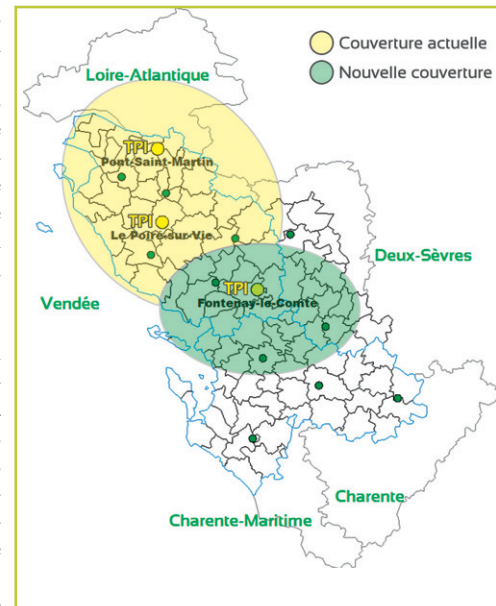 Couverture actuelle
Nouvelle couverture
Loire-Atlantique
TPI
Pont-Saint-Martin
TPI
Le Poiré-sur-Vie
Deux-Sèvres
Vendée
TPI
Fontenay-le-Comte
Charente
Charente-Maritime